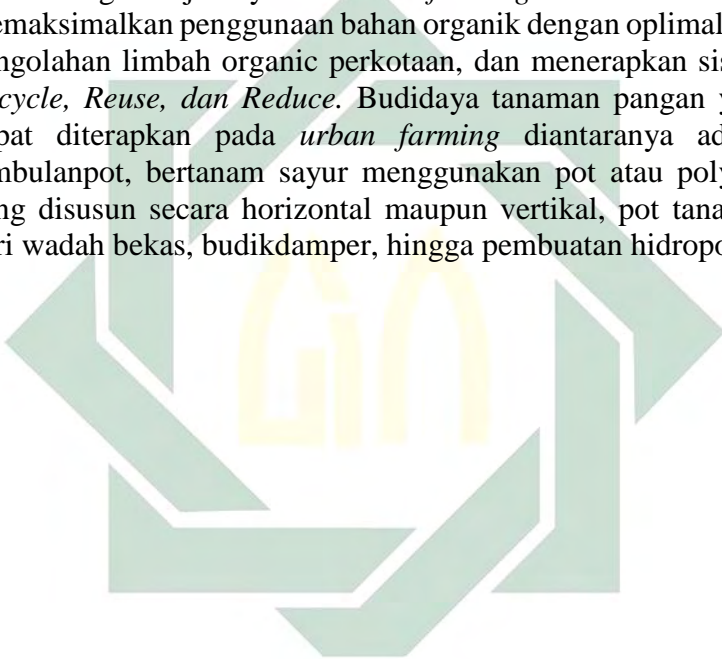 emaksimalkan penggunaan bahan organik dengan oplimal
ngolahan limbah organic perkotaan, dan menerapkan sis
cycle, Reuse, dan Reduce. Budidaya tanaman pangan y
pat diterapkan pada urban farming diantaranya ad
mbulanpot, bertanam sayur menggunakan pot atau poly
ng disusun secara horizontal maupun vertikal, pot tana
ri wadah bekas, budikdamper, hingga pembuatan hidropo